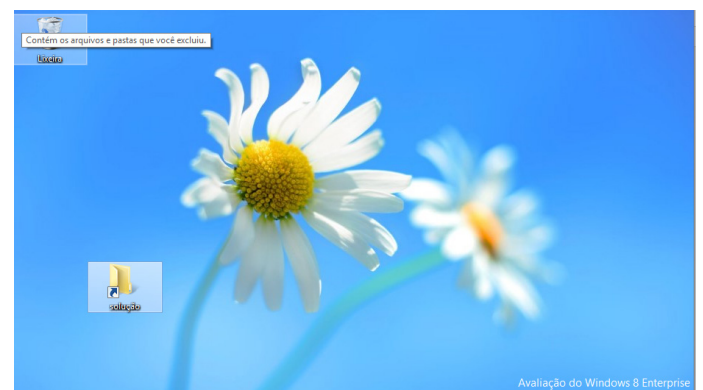 Contém os arquivos e pastas que você excluiu.
Lixeira
solução
Avaliação do Windows 8 Enterprise